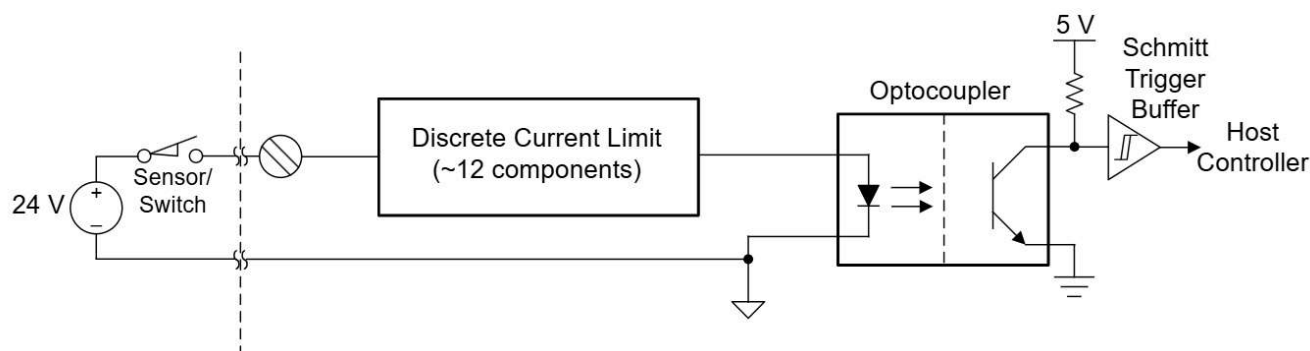 5 V
Schmitt
Trigger
Buffer
Optocoupler
Discrete Current Limit
(~12 components)
Host
Controller
Sensor/
Switch
24 V
+
–